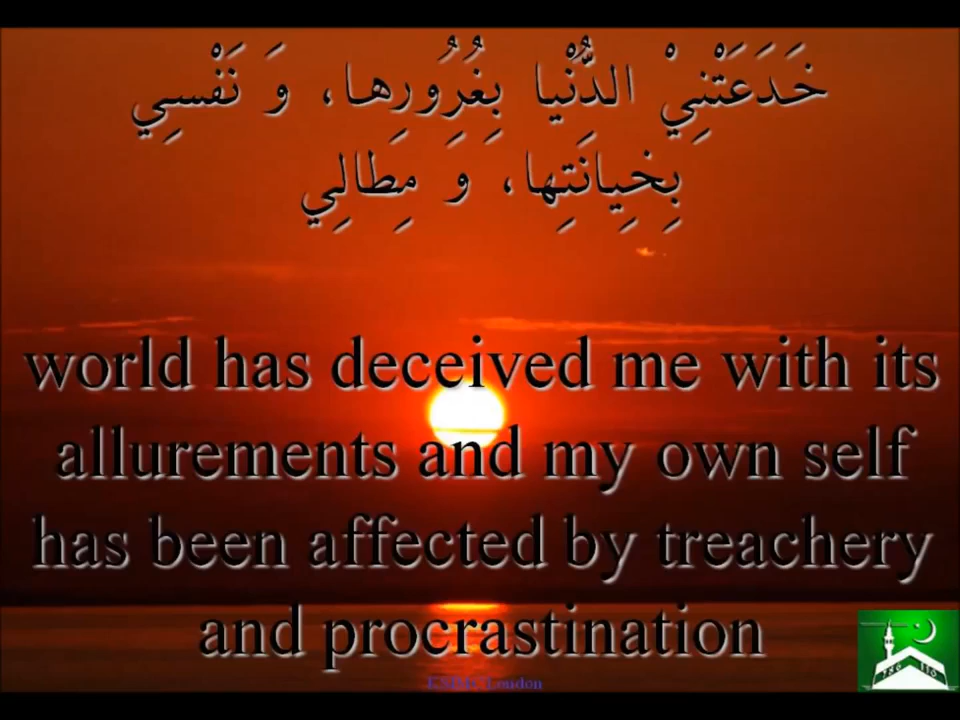 خَدَعَتْنِيْ الدُّنْيا بِغُرُورِها، وَ نَفْسِي
بِخِيانَتِها، وَ مِطالِي
world has deceived me with its
allurements and my own self
has been affected by treachery
and procrastination
London